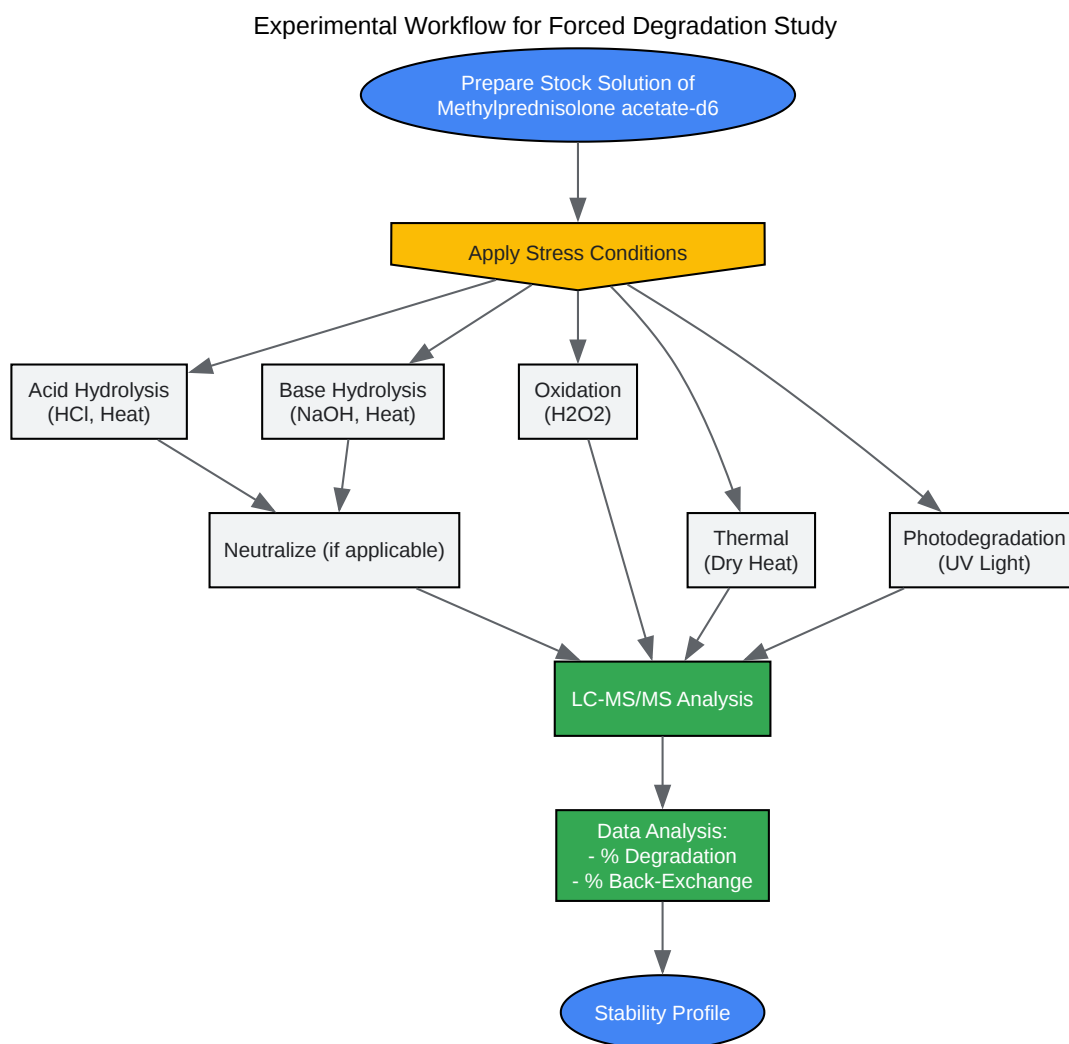 Experimental Workflow for Forced Degradation Study
Prepare Stock Solution of
Methylprednisolone acetate-d6
Apply Stress Conditions
Acid Hydrolysis
(HCl, Heat)
Base Hydrolysis
(NaOH, Heat)
Oxidation
(H2O2)
Neutralize (if applicable)
Thermal
(Dry Heat)
Photodegradation
(UV Light)
LC-MS/MS Analysis
Data Analysis:
- % Degradation
- % Back-Exchange
Stability Profile